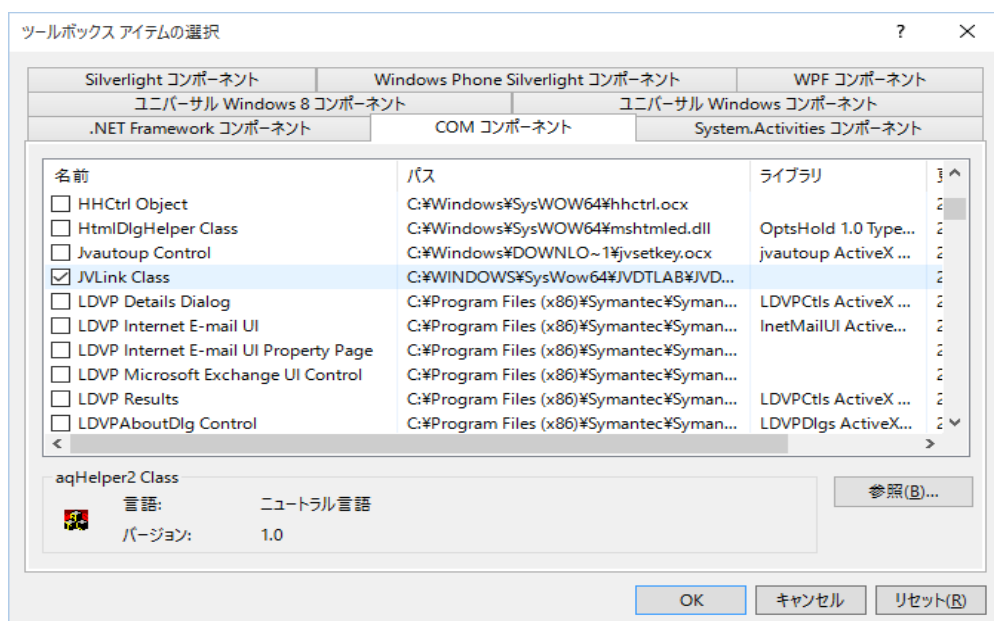 ツールボックス アイテムの選択 ?
Silverlight コンポーネント Windows Phone Silverlight コンポーネント WPF コンポーネント
ユニバーサル Windows 8 コンポーネント ユニバーサル Windows コンポーネント
.NET Framework コンポーネント COM コンポーネント System.Activities コンポーネント
名前 パス ライブラリ
HHCtrl Object C:¥Windows¥SysWOW64¥hhctrl.ocx
HtmlDlgHelper Class C:¥Windows¥SysWOW64¥mshtmled.dll OptsHold 1.0 Type...
Jvautoup Control C:¥Windows¥DOWNLO~1¥jvsetkey.ocx jvautoup ActiveX ...
JVLink Class C:¥WINDOWS¥SysWow64¥JVDTLAB¥JVD...
LDVP Details Dialog C:¥Program Files (x86)¥Symantec¥Syman... LDVPCtls ActiveX ...
LDVP Internet E-mail UI C:¥Program Files (x86)¥Symantec¥Syman... InetMailUI Active...
LDVP Internet E-mail UI Property Page C:¥Program Files (x86)¥Symantec¥Syman...
LDVP Microsoft Exchange UI Control C:¥Program Files (x86)¥Symantec¥Syman...
LDVP Results C:¥Program Files (x86)¥Symantec¥Syman... LDVPCtls ActiveX ...
LDVPAboutDlg Control C:¥Program Files (x86)¥Symantec¥Syman... LDVPDlgs ActiveX...
aqHelper2 Class
言語: ニュートラル言語
バージョン: 1.0
参照(B)...
OK キャンセル リセット(R)